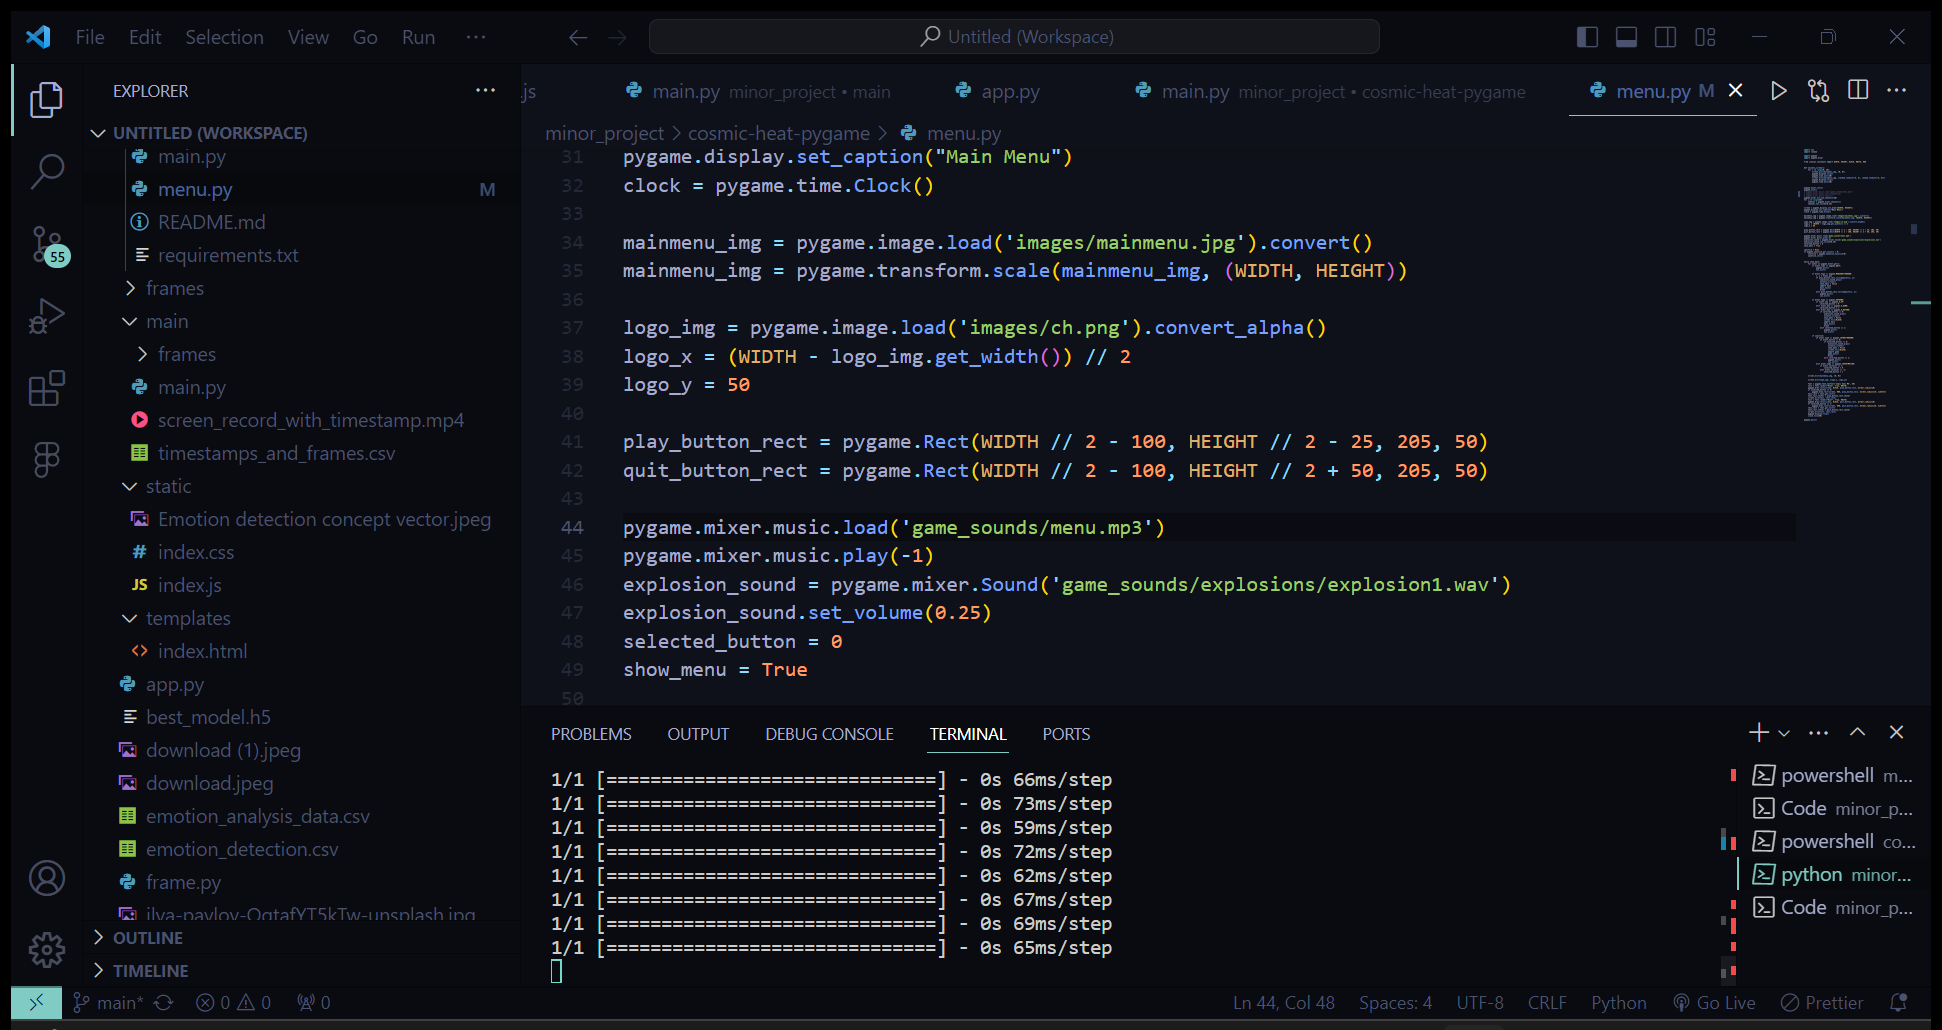 File Edit Selection View Go Run ···
Untitled (Workspace)
EXPLORER
UNTITLED (WORKSPACE)
main.py
menu.py M
README.md
requirements.txt
frames
main
frames
main.py
screen_record_with_timestamp.mp4
timestamps_and_frames.csv
static
Emotion detection concept vector.jpeg
index.css
JS index.js
templates
index.html
app.py
best_model.h5
download (1).jpeg
download.jpeg
emotion_analysis_data.csv
emotion_detection.csv
frame.py
OUTLINE
TIMELINE
55
.js main.py minor_project • main app.py main.py minor_project • cosmic-heat-pygame menu.py M
minor_project > cosmic-heat-pygame > menu.py
31 pygame.display.set_caption("Main Menu")
32 clock = pygame.time.Clock()
33
34 mainmenu_img = pygame.image.load('images/mainmenu.jpg').convert()
35 mainmenu_img = pygame.transform.scale(mainmenu_img, (WIDTH, HEIGHT))
36
37 logo_img = pygame.image.load('images/ch.png').convert_alpha()
38 logo_x = (WIDTH - logo_img.get_width()) // 2
39 logo_y = 50
40
41 play_button_rect = pygame.Rect(WIDTH // 2 - 100, HEIGHT // 2 - 25, 205, 50)
42 quit_button_rect = pygame.Rect(WIDTH // 2 - 100, HEIGHT // 2 + 50, 205, 50)
43
44 pygame.mixer.music.load('game_sounds/menu.mp3')
45 pygame.mixer.music.play(-1)
46 explosion_sound = pygame.mixer.Sound('game_sounds/explosions/explosion1.wav')
47 explosion_sound.set_volume(0.25)
48 selected_button = 0
49 show_menu = True
50
PROBLEMS OUTPUT DEBUG CONSOLE TERMINAL PORTS
1/1 [==============================] - 0s 66ms/step
1/1 [==============================] - 0s 73ms/step
1/1 [==============================] - 0s 59ms/step
1/1 [==============================] - 0s 72ms/step
1/1 [==============================] - 0s 62ms/step
1/1 [==============================] - 0s 67ms/step
1/1 [==============================] - 0s 69ms/step
1/1 [==============================] - 0s 65ms/step
powershell m...
Code minor_p...
powershell co...
python minor...
Code minor_p...
main* 0 0 0
Ln 44, Col 48 Spaces: 4 UTF-8 CRLF Python Go Live Prettier